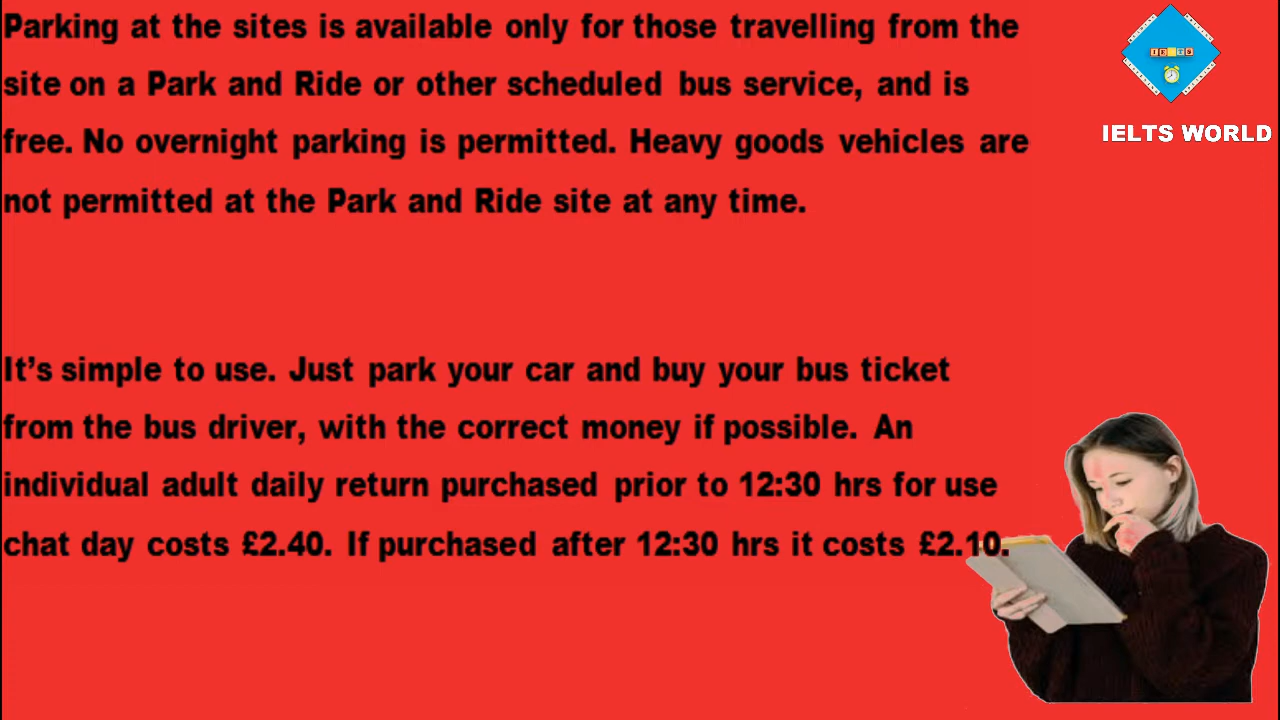 Parking at the sites is available only for those travelling from the
site on a Park and Ride or other scheduled bus service, and is
free. No overnight parking is permitted. Heavy goods vehicles are
not permitted at the Park and Ride site at any time.
IELTS
IELTS WORLD
It’s simple to use. Just park your car and buy your bus ticket
from the bus driver, with the correct money if possible. An
individual adult daily return purchased prior to 12:30 hrs for use
chat day costs £2.40. If purchased after 12:30 hrs it costs £2.10.